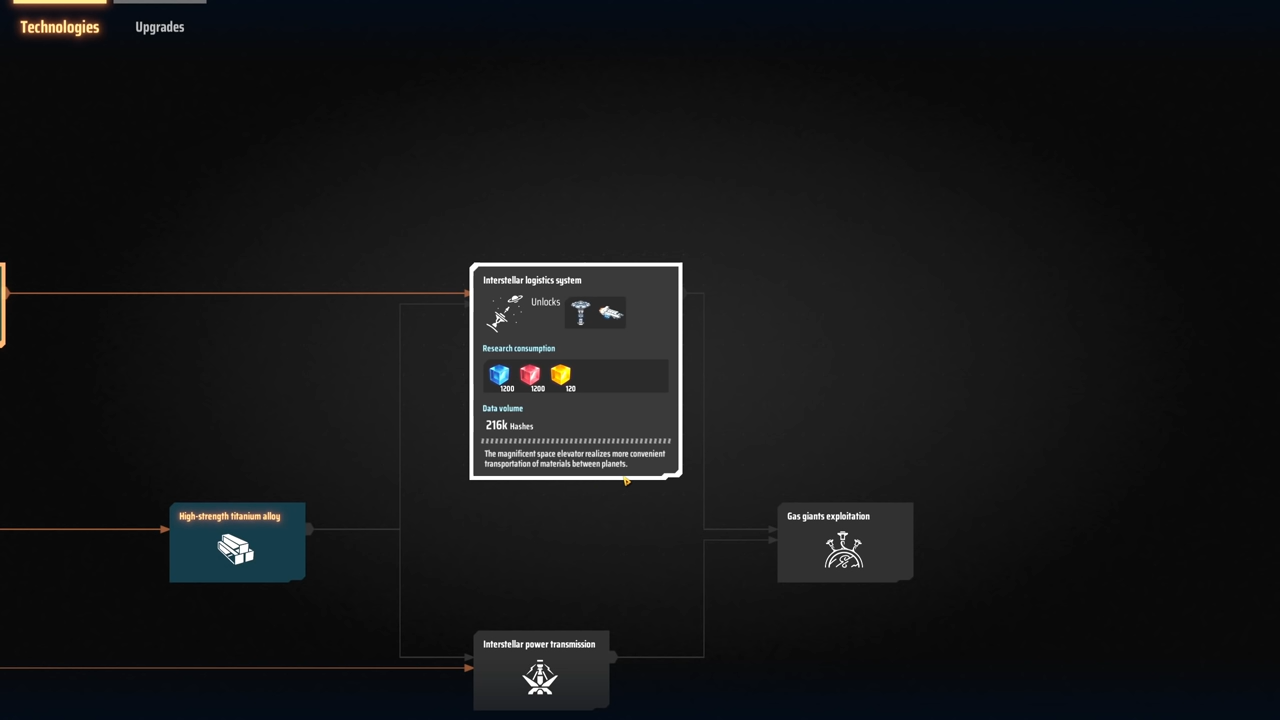 Technologies
Upgrades
Interstellar logistics system
Unlocks
Research consumption
1200
1200
120
Data volume
216k Hashes
The magnificent space elevator realizes more convenient
transportation of materials between planets.
High-strength titanium alloy
Gas giants exploitation
Interstellar power transmission